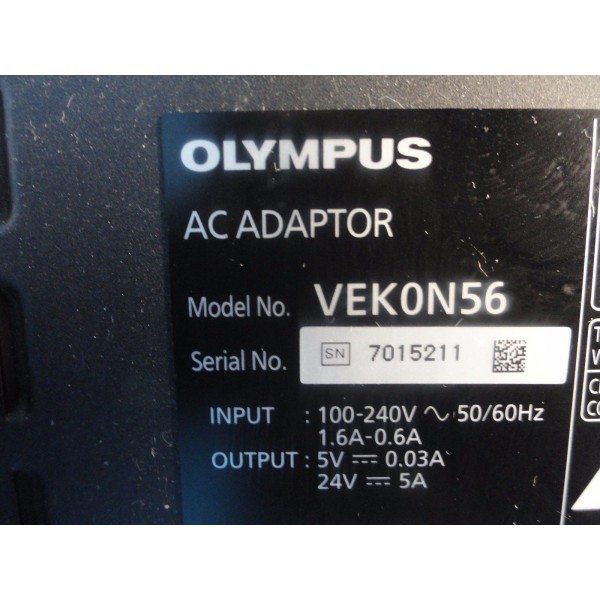 OLYMPUS
AC ADAPTOR
Model No. VEK0N56
Serial No. SN 7015211
INPUT : 100-240V ∼ 50/60Hz
1.6A-0.6A
OUTPUT : 5V ⎓ 0.03A
24V ⎓ 5A